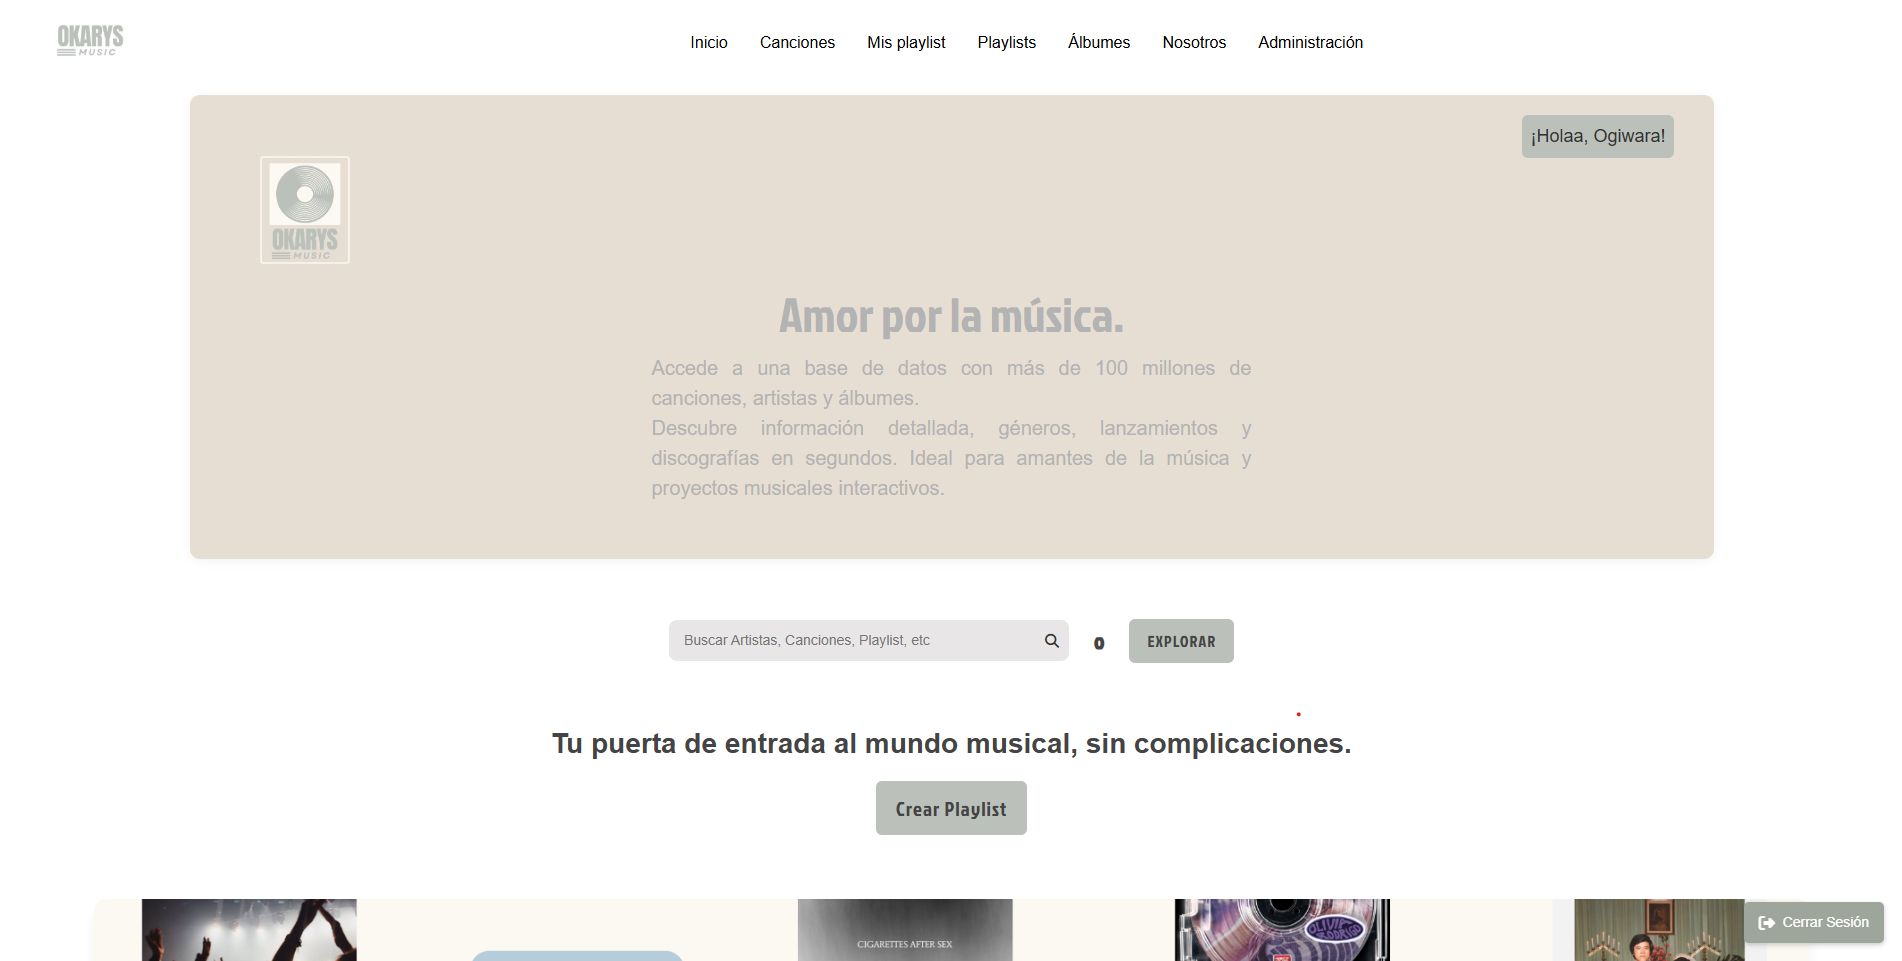 OKARYS
MUSIC
Inicio Canciones Mis playlist Playlists Álbumes Nosotros Administración
¡Holaa, Ogiwara!
OKARYS
MUSIC
Amor por la música.
Accede a una base de datos con más de 100 millones de
canciones, artistas y álbumes.
Descubre información detallada, géneros, lanzamientos y
discografías en segundos. Ideal para amantes de la música y
proyectos musicales interactivos.
Buscar Artistas, Canciones, Playlist, etc
o
EXPLORAR
Tu puerta de entrada al mundo musical, sin complicaciones.
Crear Playlist
CIGARETTES AFTER SEX
OLIVIA
RODRIGO
Cerrar Sesión